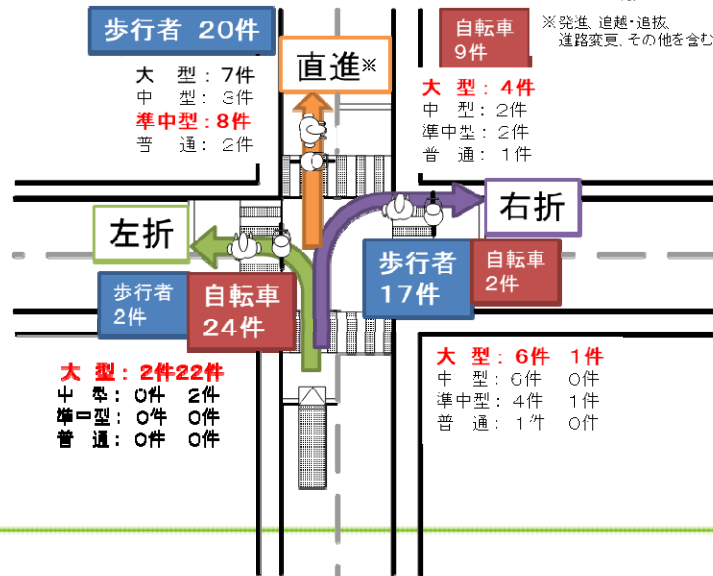 歩行者 20件
大 型：7件
中 型：3件
準中型：8件
普 通：2件
直進※
自転車
9件
※発進、追越・追抜、
進路変更、その他を含む
大 型：4件
中 型：2件
準中型：2件
普 通：1件
左折
右折
歩行者
2件
自転車
24件
歩行者
17件
自転車
2件
大 型：2件22件
中 型：0件 2件
準中型：0件 0件
普 通：0件 0件
大 型：6件 1件
中 型：6件 0件
準中型：4件 1件
普 通：1件 0件